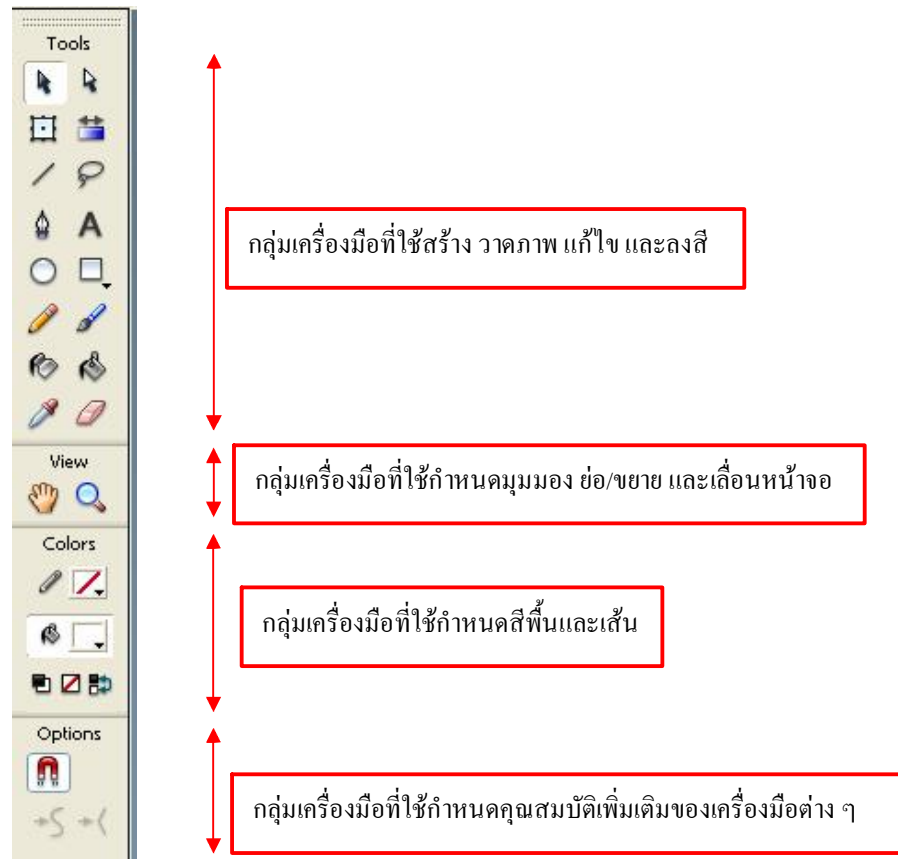 Tools
กลุ่มเครื่องมือที่ใช้สร้าง วาดภาพ แก้ไข และลงสี
View
กลุ่มเครื่องมือที่ใช้กำหนดมุมมอง ย่อ/ขยาย และเลื่อนหน้าจอ
Colors
กลุ่มเครื่องมือที่ใช้กำหนดสีพื้นและเส้น
Options
กลุ่มเครื่องมือที่ใช้กำหนดคุณสมบัติเพิ่มเติมของเครื่องมือต่าง ๆ